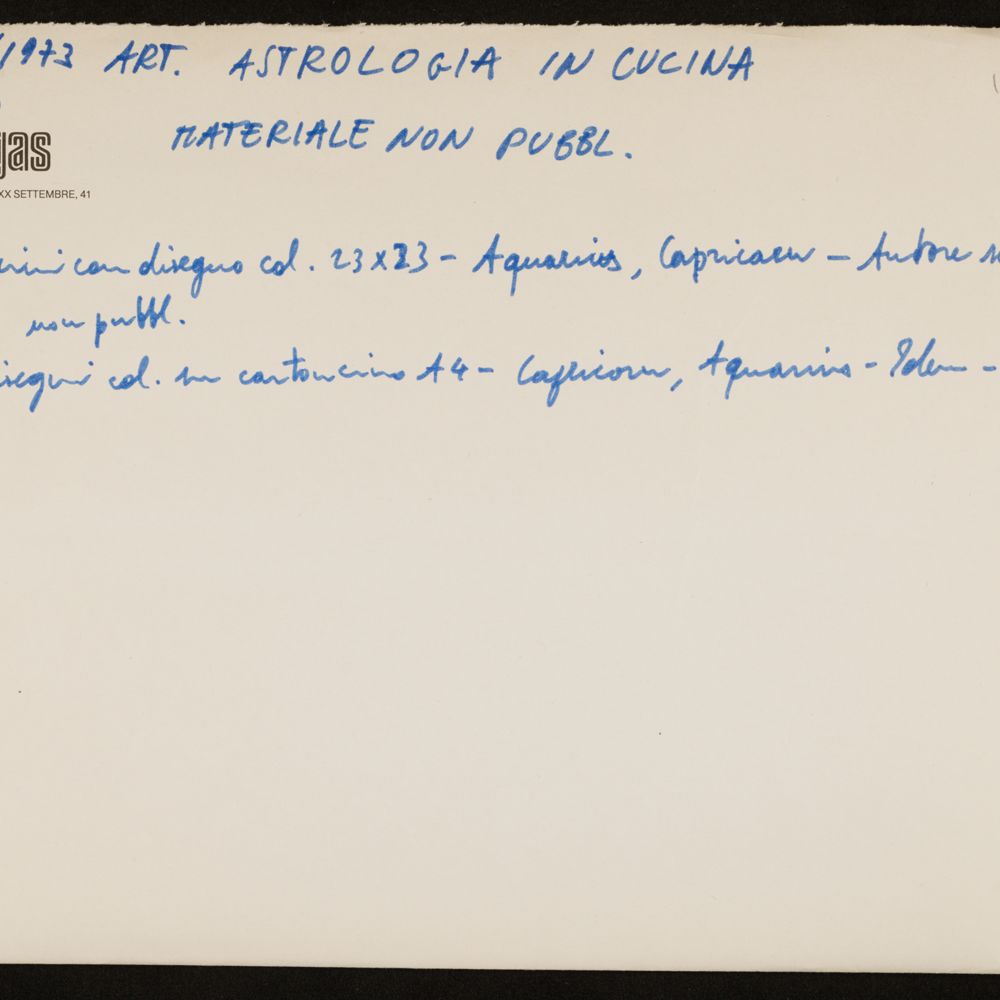 /1973 ART. ASTROLOGIA IN CUCINA
MATERIALE NON PUBBL.
gas
XX SETTEMBRE, 41
con disegno col. 23x23 - Aquarius, Capricorn - Autore
non pubbl.
disegni col. su cartoncino A4 - Capricorn, Aquarius - Idem -